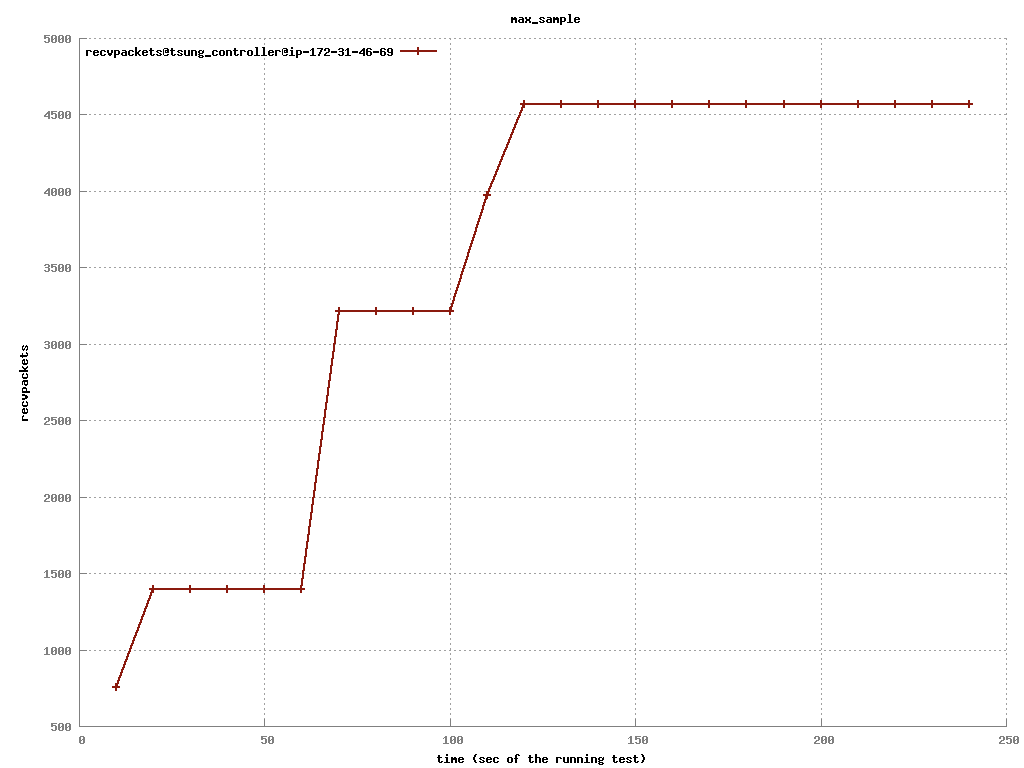 max_sample
recvpackets@tsung_controller@ip-172-31-46-69
5000
4500
4000
3500
3000
2500
2000
1500
1000
500
recvpackets
0 50 100 150 200 250
time (sec of the running test)